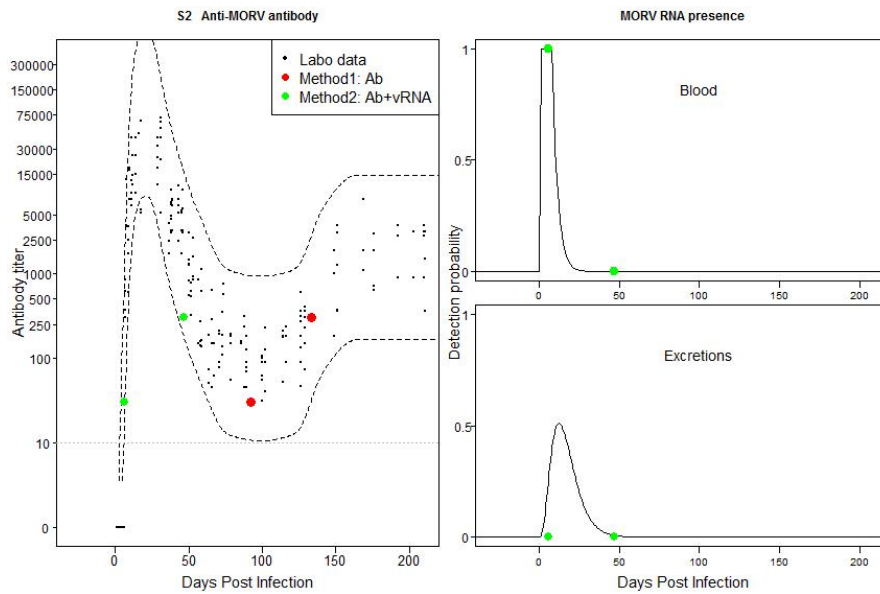 S2 Anti-MORV antibody
Labo data
Method1: Ab
Method2: Ab+vRNA
300000
150000
75000
30000
15000
5000
2500
1000
500
250
100
10
0
Antibody titer
0 50 100 150 200
Days Post Infection
MORV RNA presence
Blood
1
0.5
0
0 50 100 150 200
Detection probability
Excretions
1
0.5
0
0 50 100 150 200
Days Post Infection